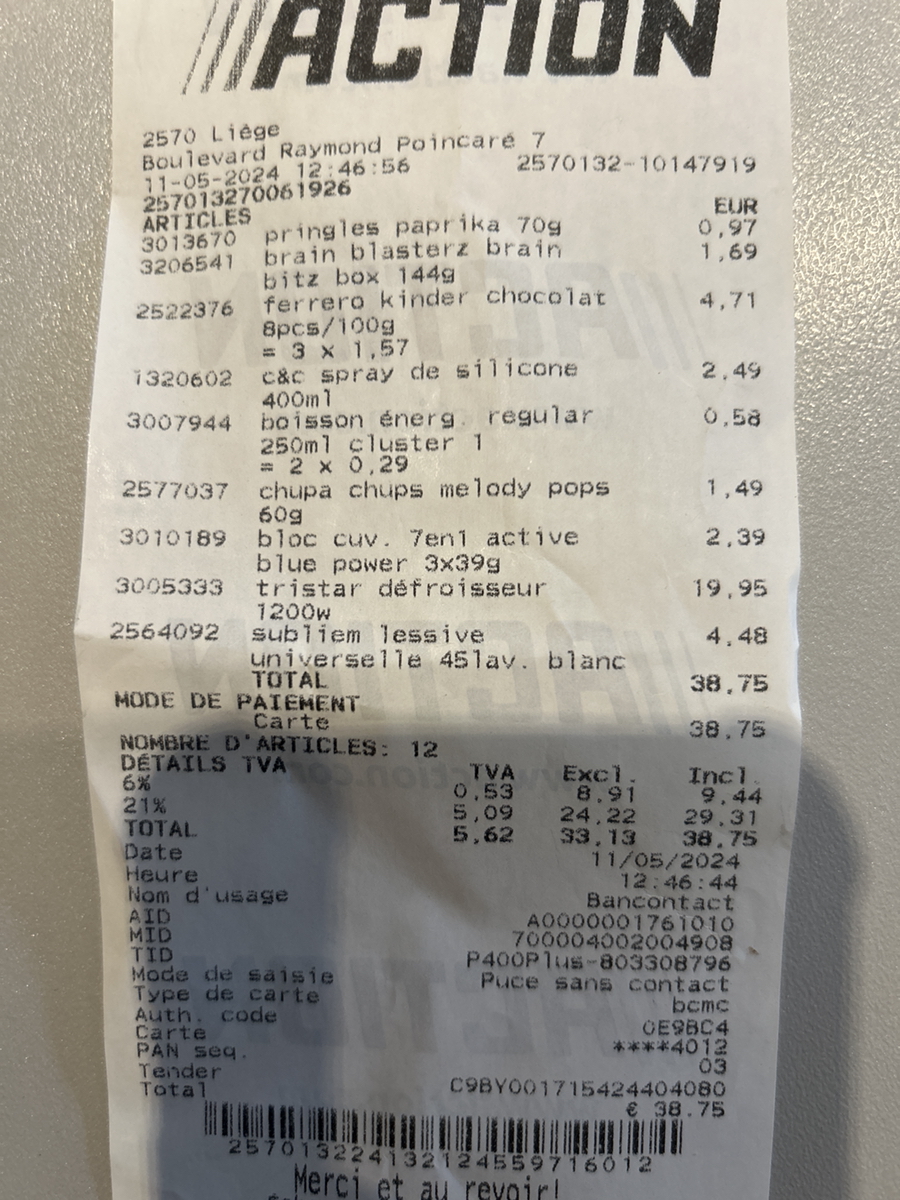 ACTION
2570 Liège
Boulevard Raymond Poincaré 7
11-05-2024 12:46:56 2570132-10147919
257013270061926
ARTICLES EUR
3013670 pringles paprika 70g 0,97
3206541 brain blasterz brain 1,69
bitz box 144g
2522376 ferrero kinder chocolat 4,71
8pcs/100g
= 3 x 1,57
1320602 c&c spray de silicone 2,49
400ml
3007944 boisson énerg. regular 0,58
250ml cluster 1
= 2 x 0,29
2577037 chupa chups melody pops 1,49
60g
3010189 bloc cuv. 7en1 active 2,39
blue power 3x39g
3005333 tristar défroisseur 19,95
1200w
2564092 subliem lessive 4,48
universelle 45lav. blanc
TOTAL 38,75
MODE DE PAIEMENT
Carte 38,75
NOMBRE D'ARTICLES: 12
DÉTAILS TVA TVA Excl. Incl.
6% 0,53 8,91 9,44
21% 5,09 24,22 29,31
TOTAL 5,62 33,13 38,75
Date 11/05/2024
Heure 12:46:44
Nom d'usage Bancontact
AID A0000001761010
MID 700004002004908
TID P400Plus-803308796
Mode de saisie Puce sans contact
Type de carte bcmc
Auth. code 0E9BC4
Carte ****4012
PAN seq. 03
Tender C9BY001715424404080
Total € 38.75
2570132241321245597​16012
Merci et au revoir!